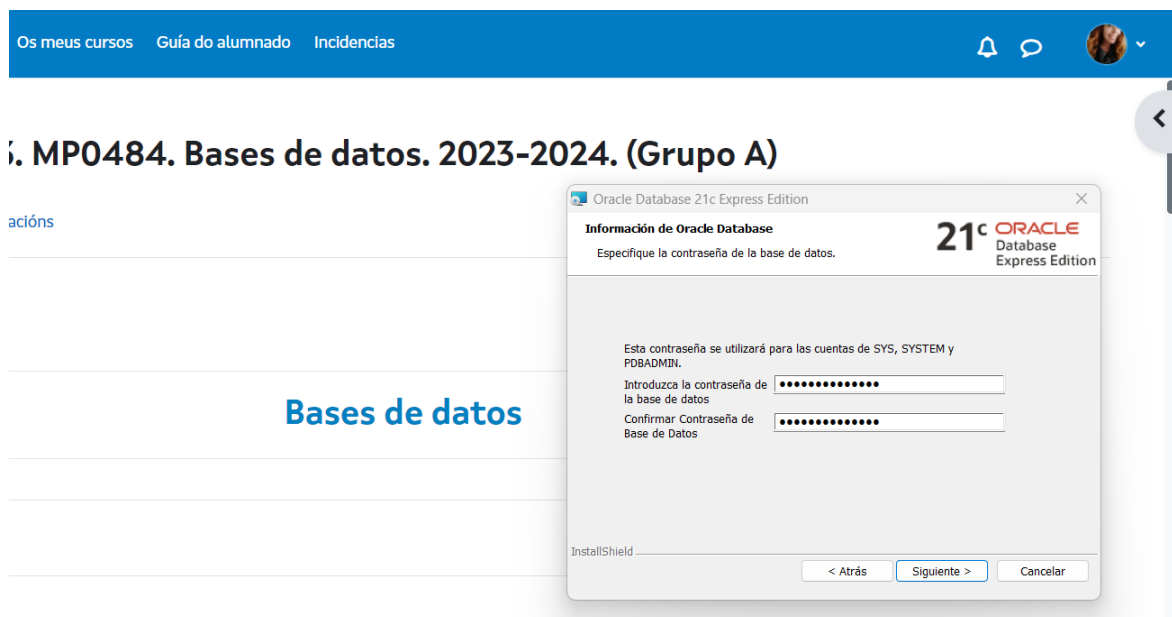 Os meus cursos Guía do alumnado Incidencias
. MP0484. Bases de datos. 2023-2024. (Grupo A)
acións
Bases de datos
Oracle Database 21c Express Edition
Información de Oracle Database
Especifique la contraseña de la base de datos.
21c ORACLE
Database
Express Edition
Esta contraseña se utilizará para las cuentas de SYS, SYSTEM y
PDBADMIN.
Introduzca la contraseña de
la base de datos
••••••••••••••
Confirmar Contraseña de
Base de Datos
••••••••••••••
InstallShield
< Atrás Siguiente > Cancelar